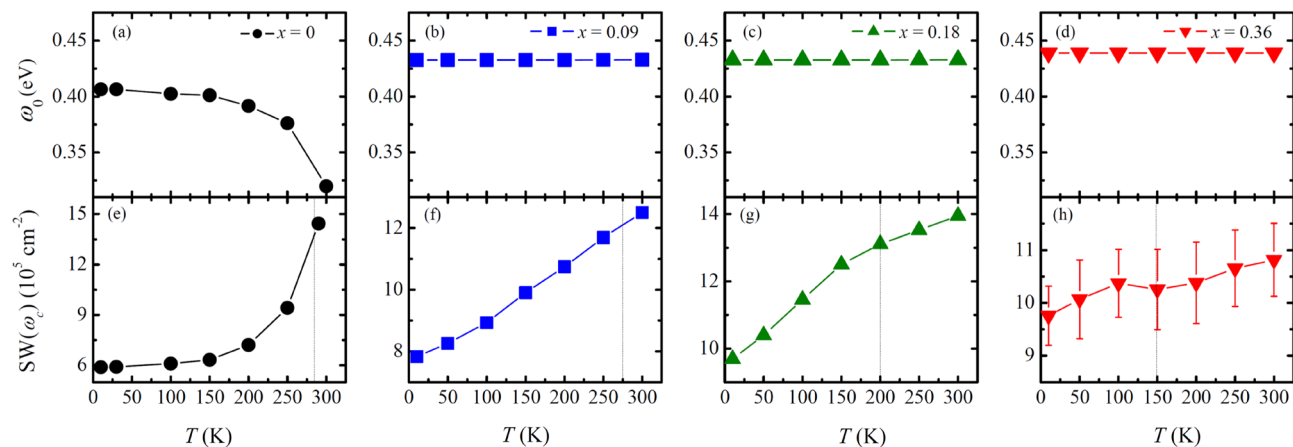 (a) x = 0
(b) x = 0.09
(c) x = 0.18
(d) x = 0.36
0.45 0.40 0.35
ω₀ (eV)
0.45 0.40 0.35
0.45 0.40 0.35
0.45 0.40 0.35
(e)
(f)
(g)
(h)
15 12 9 6
SW(ω_c) (10⁵ cm⁻²)
12 10 8
14 12 10
11 10 9
0 50 100 150 200 250 300
0 50 100 150 200 250 300
0 50 100 150 200 250 300
0 50 100 150 200 250 300
T (K)
T (K)
T (K)
T (K)